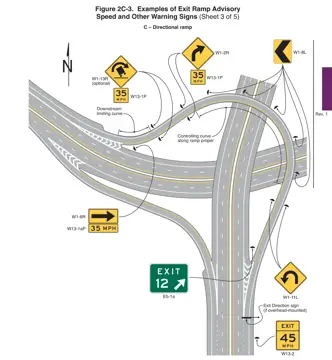 Figure 2C-3. Examples of Exit Ramp Advisory
Speed and Other Warning Signs (Sheet 3 of 5)
C – Directional ramp
N
W1-13R
(optional)
35
MPH
W13-1P
W1-2R
35
MPH
W13-1P
W1-8L
Rev. 1
Downstream
limiting curve
Controlling curve
along ramp proper
W1-6R
W13-1aP
35 MPH
EXIT
12
E5-1a
W1-11L
Exit Direction sign
(if overhead-mounted)
EXIT
45
MPH
W13-2